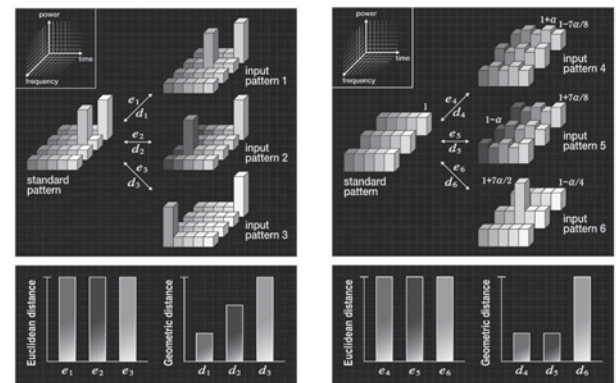 power
time
frequency
input
pattern 1
e₁
d₁
e₂
d₂
input
pattern 2
standard
pattern
e₃
d₃
input
pattern 3
Euclidean distance
e₁ e₂ e₃
Geometric distance
d₁ d₂ d₃
power
time
frequency
1+α
1−7α/8
input
pattern 4
1
e₄
d₄
1+7α/8
1−α
e₅
d₅
input
pattern 5
standard
pattern
e₆
d₆
1+7α/2
1−α/4
input
pattern 6
Euclidean distance
e₄ e₅ e₆
Geometric distance
d₄ d₅ d₆